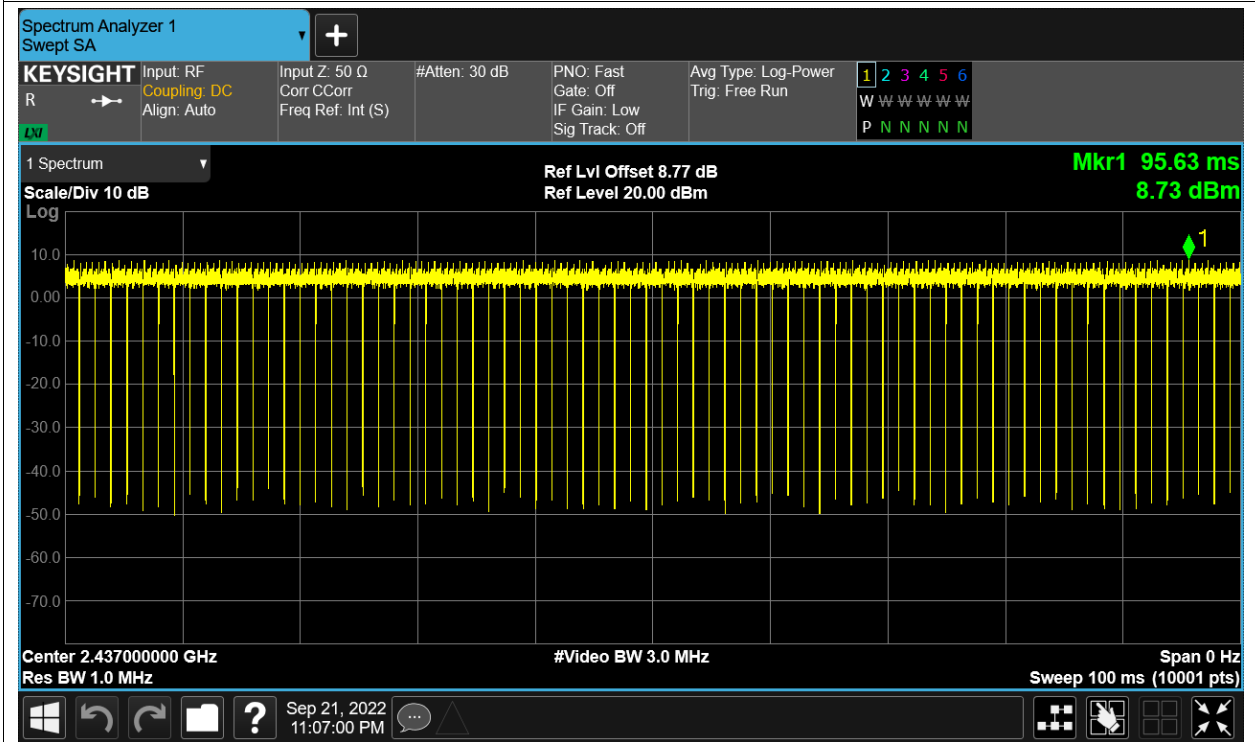 Spectrum Analyzer 1
Swept SA
+
KEYSIGHT
R
LXI
Input: RF
Coupling: DC
Align: Auto
Input Z: 50 Ω
Corr CCorr
Freq Ref: Int (S)
#Atten: 30 dB
PNO: Fast
Gate: Off
IF Gain: Low
Sig Track: Off
Avg Type: Log-Power
Trig: Free Run
1 2 3 4 5 6
W W W W W W
P N N N N N
1 Spectrum
Scale/Div 10 dB
Log
Ref Lvl Offset 8.77 dB
Ref Level 20.00 dBm
Mkr1 95.63 ms
8.73 dBm
1
10.0
0.00
-10.0
-20.0
-30.0
-40.0
-50.0
-60.0
-70.0
Center 2.437000000 GHz
Res BW 1.0 MHz
#Video BW 3.0 MHz
Span 0 Hz
Sweep 100 ms (10001 pts)
?
Sep 21, 2022
11:07:00 PM